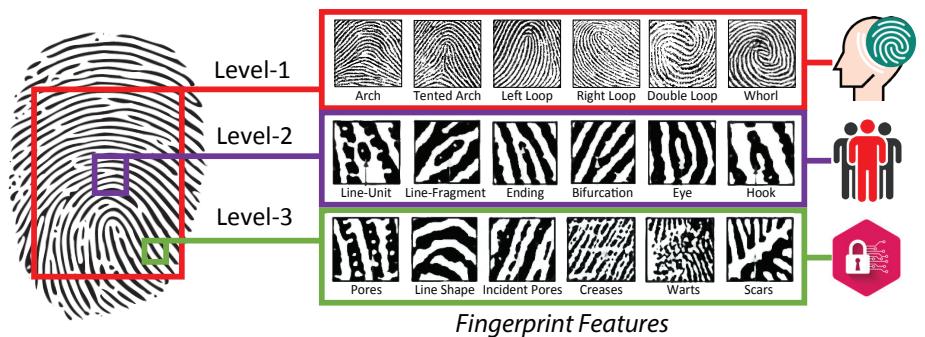 Level-1
Arch Tented Arch Left Loop Right Loop Double Loop Whorl
Level-2
Line-Unit Line-Fragment Ending Bifurcation Eye Hook
Level-3
Pores Line Shape Incident Pores Creases Warts Scars
Fingerprint Features